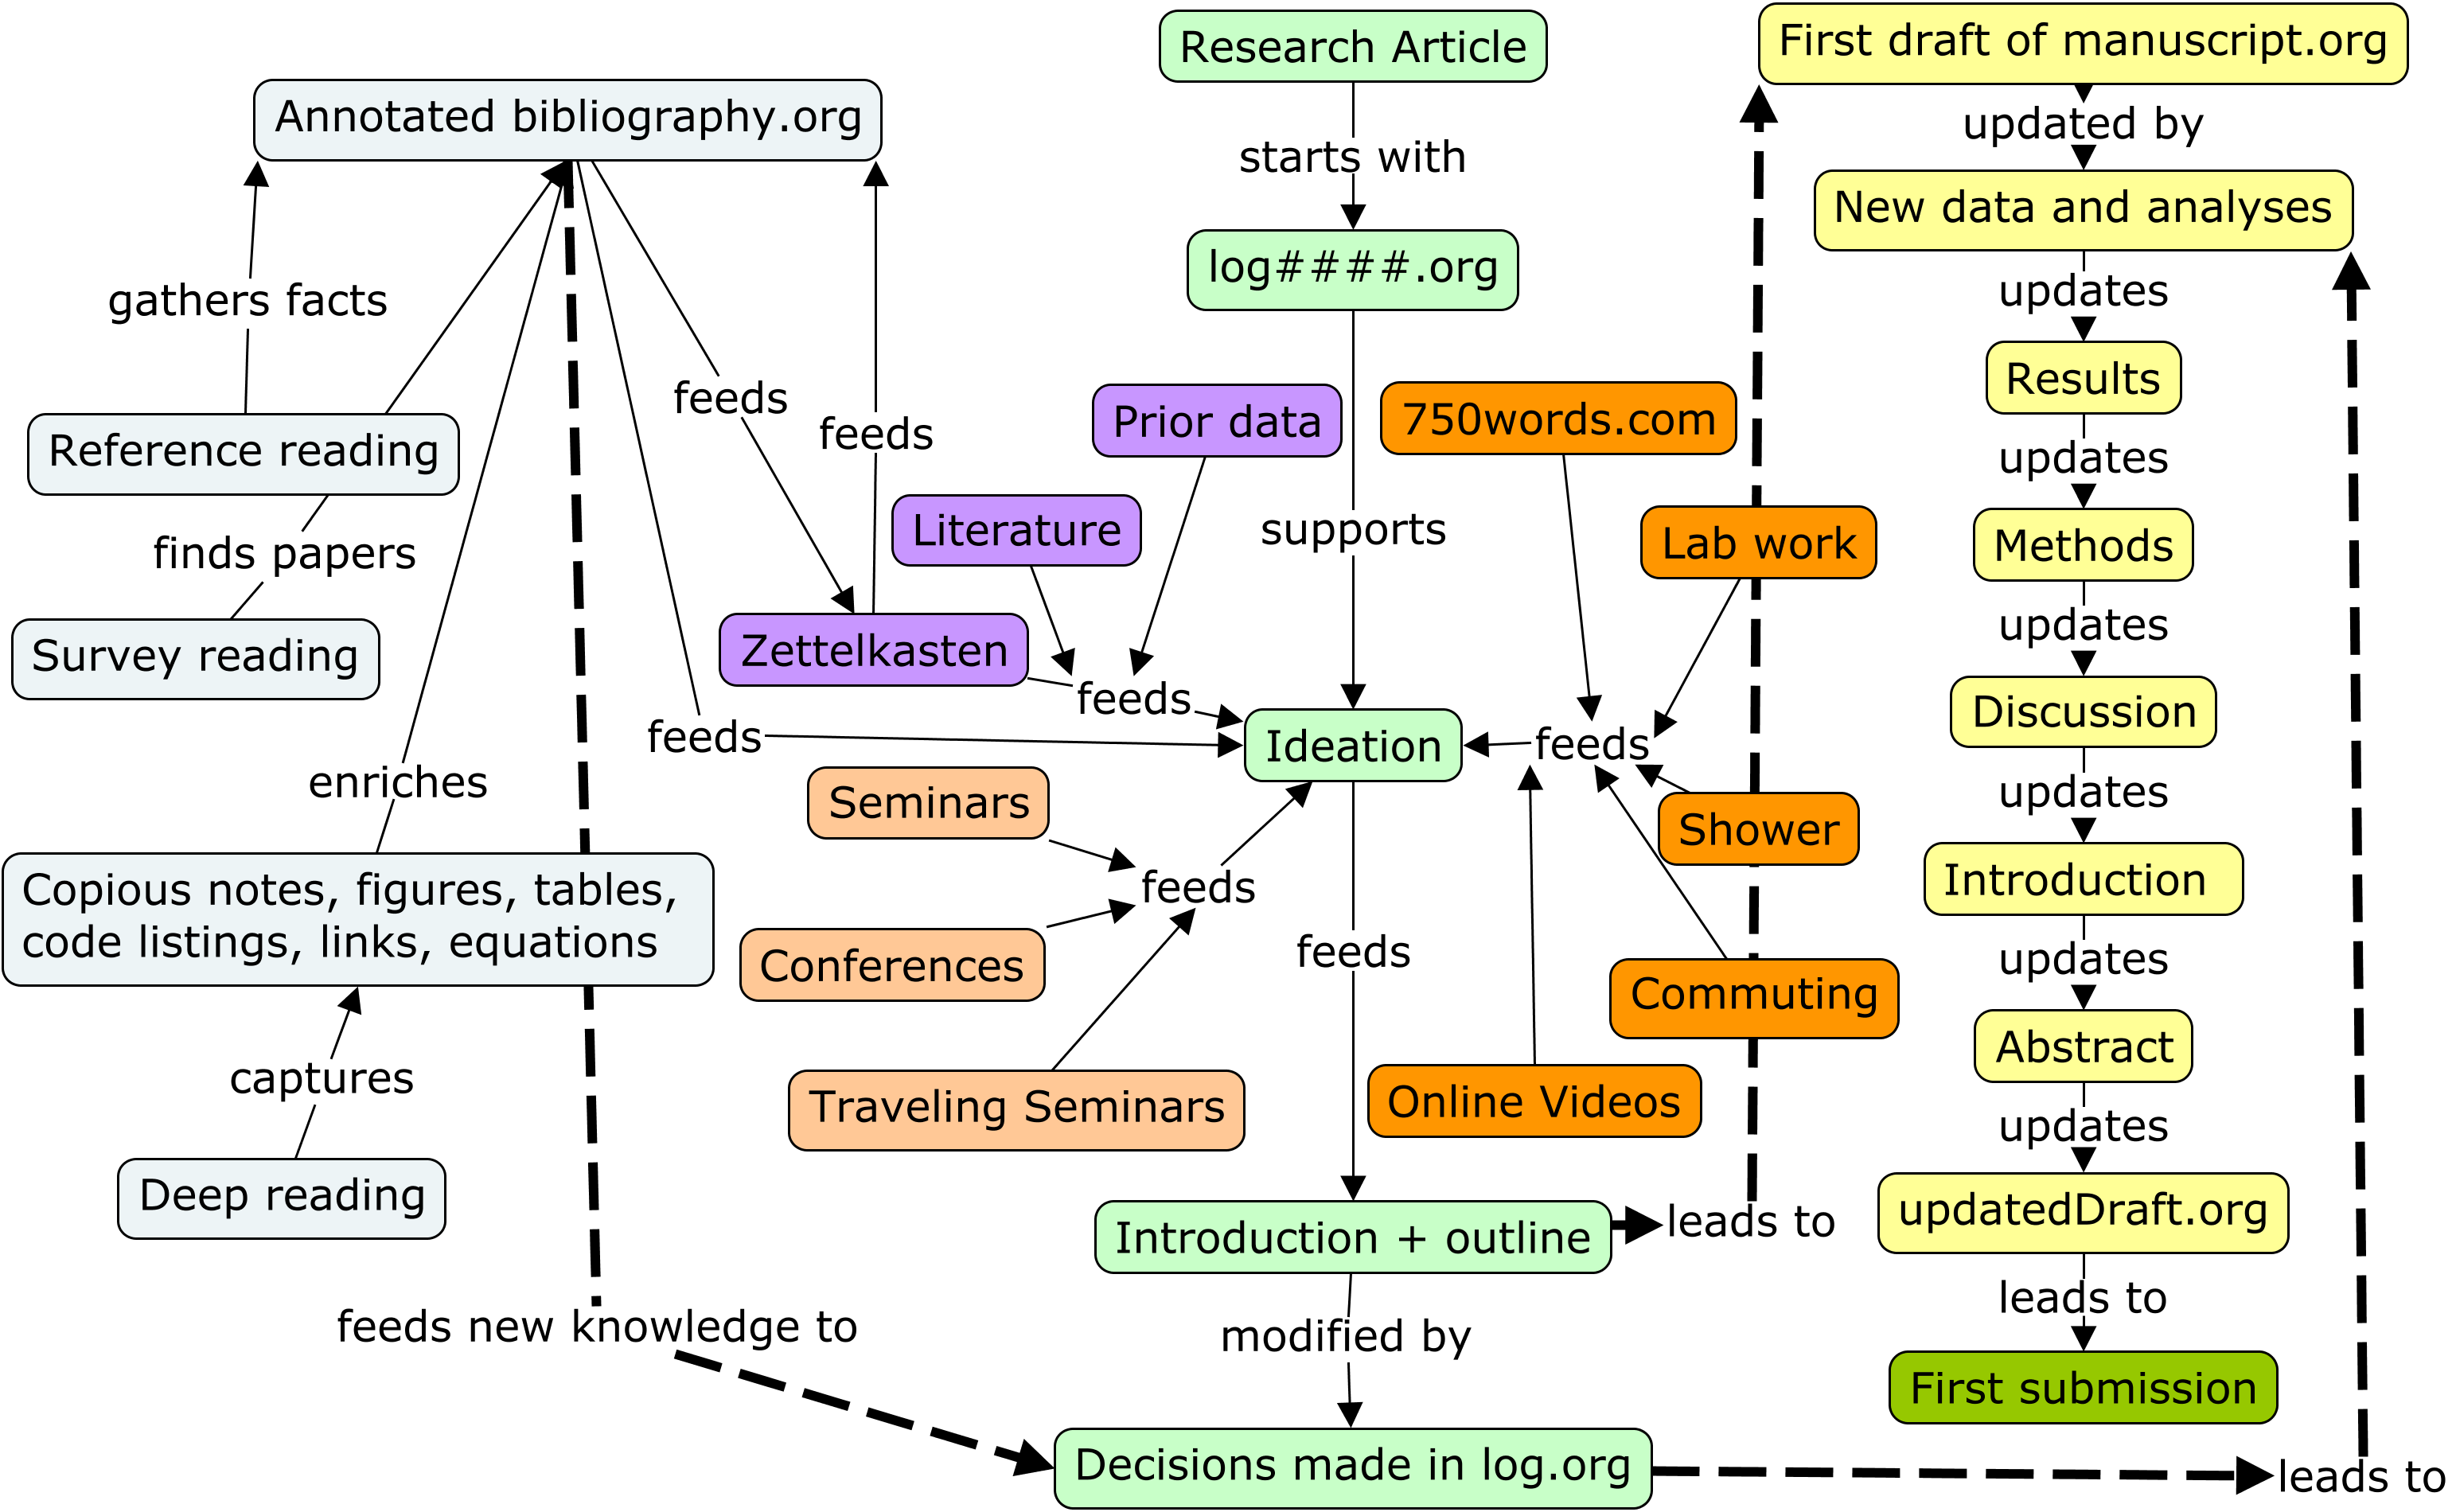 Research Article
First draft of manuscript.org
Annotated bibliography.org
updated by
starts with
New data and analyses
log####.org
gathers facts
updates
Results
feeds
feeds
Prior data
750words.com
Reference reading
updates
Literature
supports
Lab work
Methods
finds papers
updates
Survey reading
Zettelkasten
feeds
Discussion
feeds
Ideation
feeds
enriches
Seminars
updates
Shower
Copious notes, figures, tables,
code listings, links, equations
feeds
Introduction
Conferences
feeds
updates
Commuting
Abstract
captures
Traveling Seminars
Online Videos
updates
Deep reading
updatedDraft.org
Introduction + outline
leads to
leads to
feeds new knowledge to
modified by
First submission
Decisions made in log.org
leads to